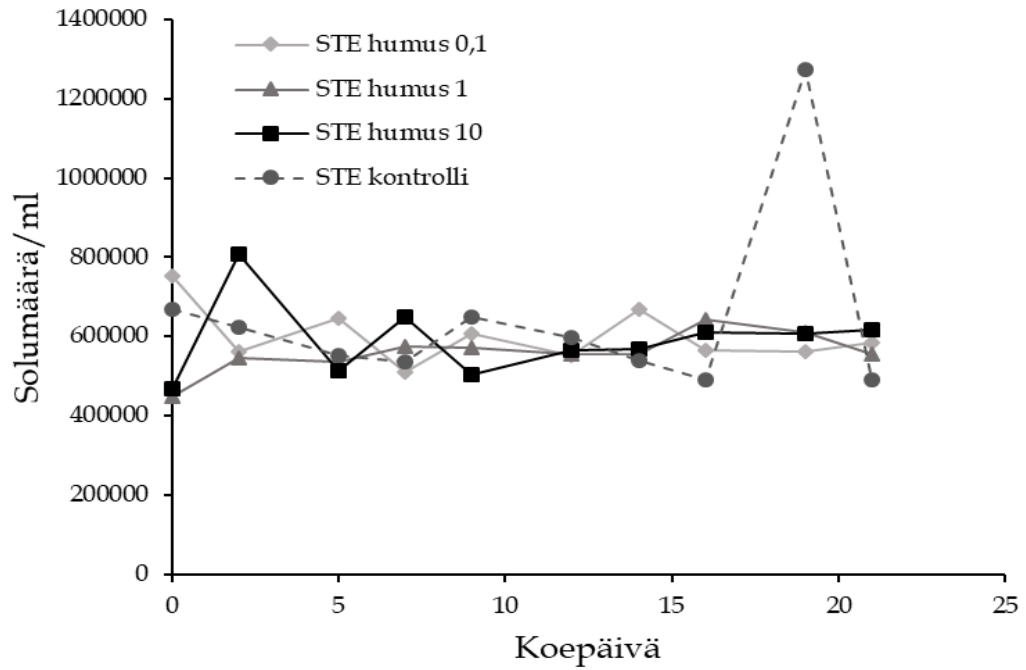 1400000
1200000
1000000
800000
600000
400000
200000
0
Solumäärä/ml
STE humus 0,1
STE humus 1
STE humus 10
STE kontrolli
0 5 10 15 20 25
Koepäivä